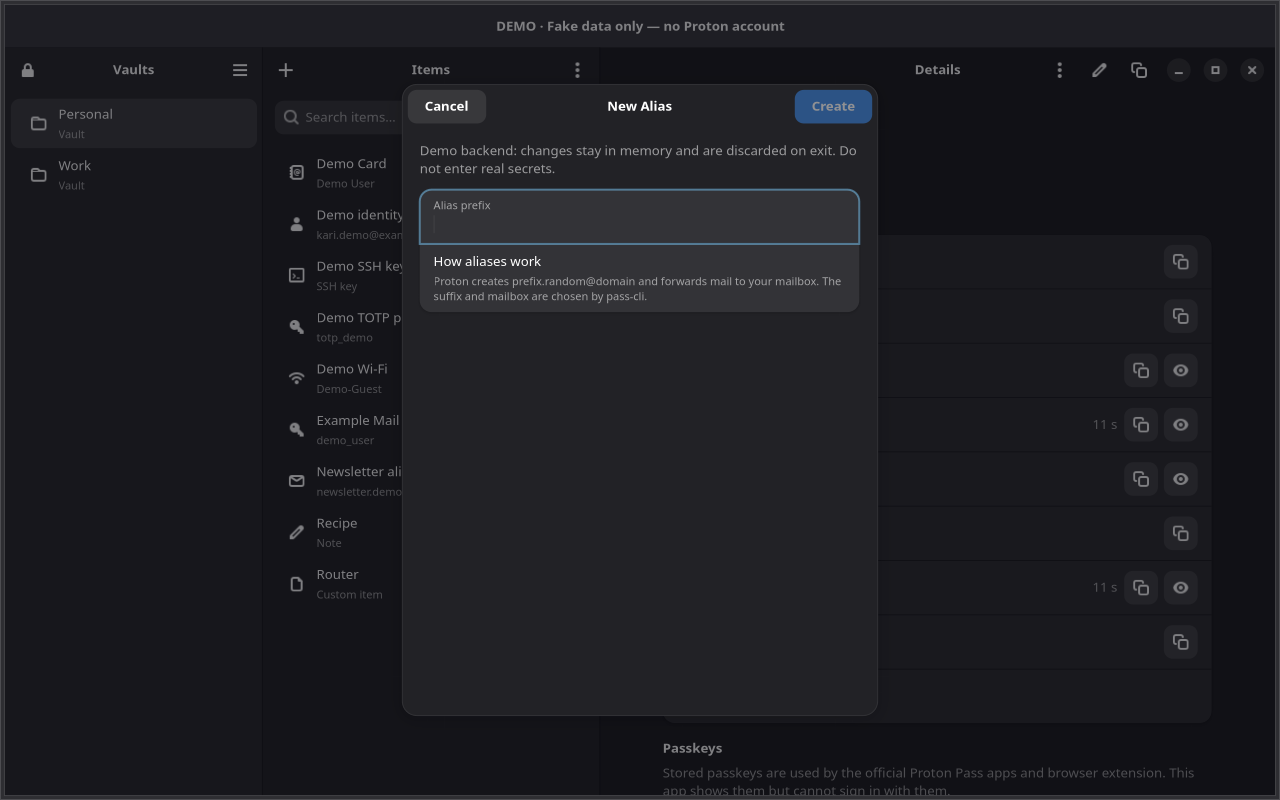 DEMO · Fake data only — no Proton account
Vaults
Items
Details
Personal
Vault
Work
Vault
Search items...
Demo Card
Demo User
Demo identity
kari.demo@exam
Demo SSH key
SSH key
Demo TOTP p
totp_demo
Demo Wi-Fi
Demo-Guest
Example Mail
demo_user
Newsletter ali
newsletter.demo
Recipe
Note
Router
Custom item
Cancel
New Alias
Create
Demo backend: changes stay in memory and are discarded on exit. Do
not enter real secrets.
Alias prefix
How aliases work
Proton creates prefix.random@domain and forwards mail to your mailbox. The
suffix and mailbox are chosen by pass-cli.
11 s
11 s
Passkeys
Stored passkeys are used by the official Proton Pass apps and browser extension. This
app shows them but cannot sign in with them.